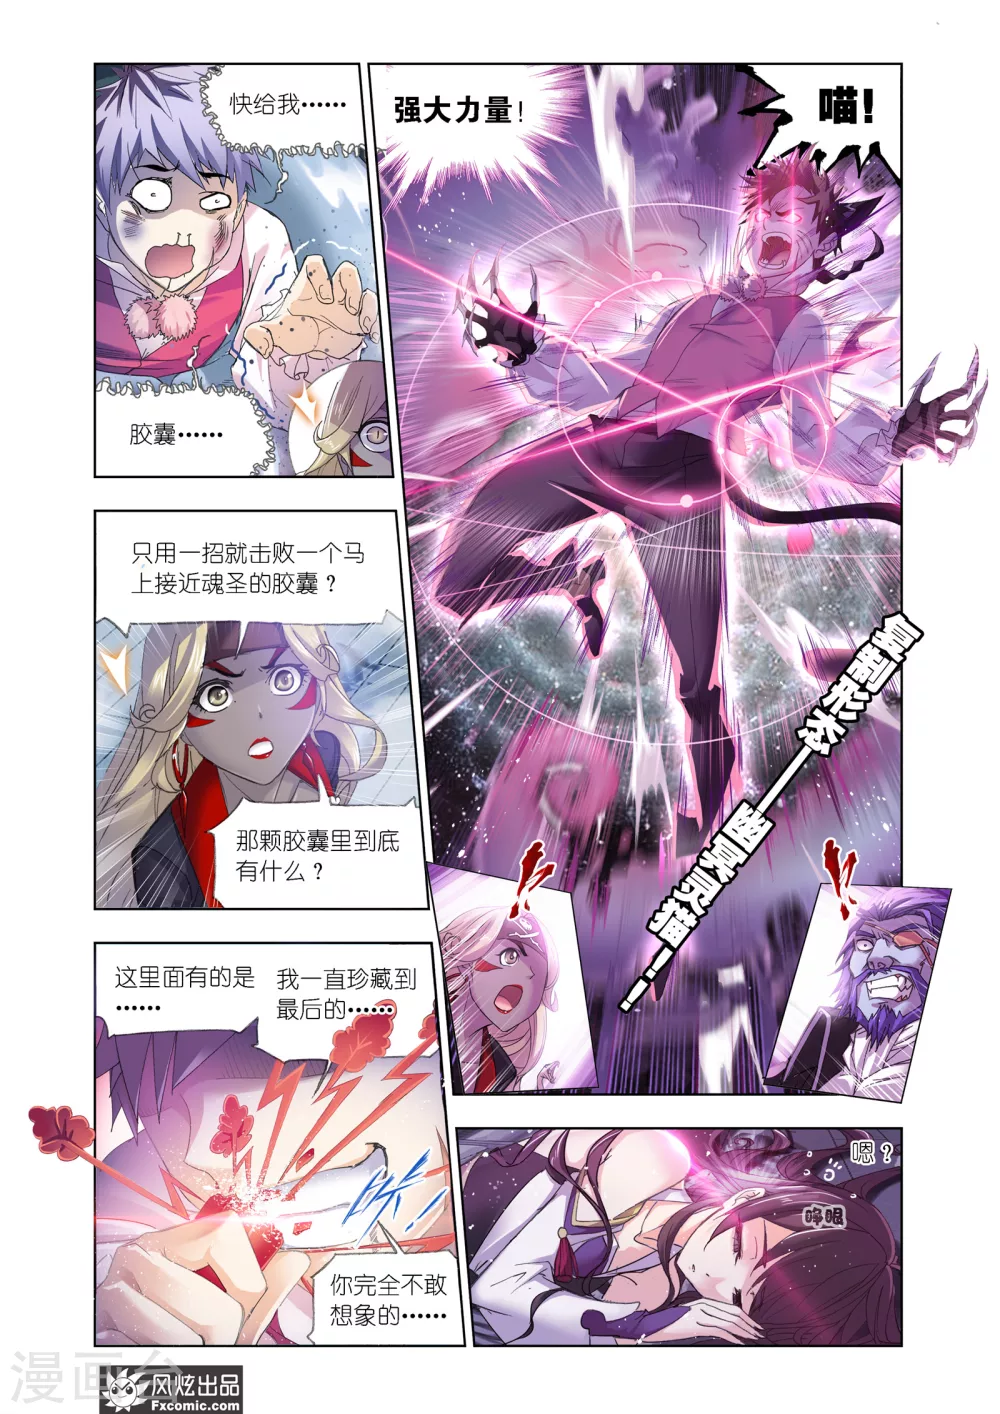 快给我……
胶囊……
只用一招就击败一个马
上接近魂圣的胶囊？
那颗胶囊里到底
有什么？
这里面有的是
……
我一直珍藏到
最后的……
咔
你完全不敢
想象的……
强大力量！
喵！
复制形态——幽冥灵猫！！
！！
！！
嗯？
睁眼
漫画台
风炫出品
Fxcomic.com